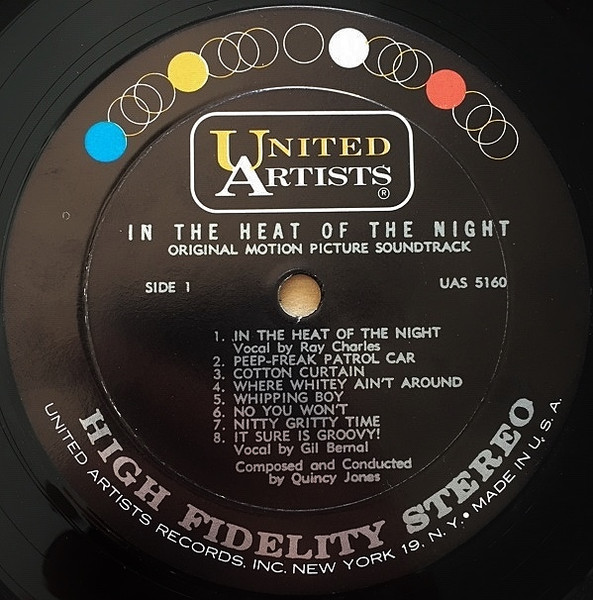 UNITED
ARTISTS®
IN THE HEAT OF THE NIGHT
ORIGINAL MOTION PICTURE SOUNDTRACK
SIDE 1
UAS 5160
1. IN THE HEAT OF THE NIGHT
Vocal by Ray Charles
2. PEEP-FREAK PATROL CAR
3. COTTON CURTAIN
4. WHERE WHITEY AIN'T AROUND
5. WHIPPING BOY
6. NO YOU WON'T
7. NITTY GRITTY TIME
8. IT SURE IS GROOVY!
Vocal by Gil Bernal
Composed and Conducted
by Quincy Jones
HIGH FIDELITY STEREO
UNITED ARTISTS RECORDS, INC. NEW YORK 19, N. Y. • MADE IN U. S. A.